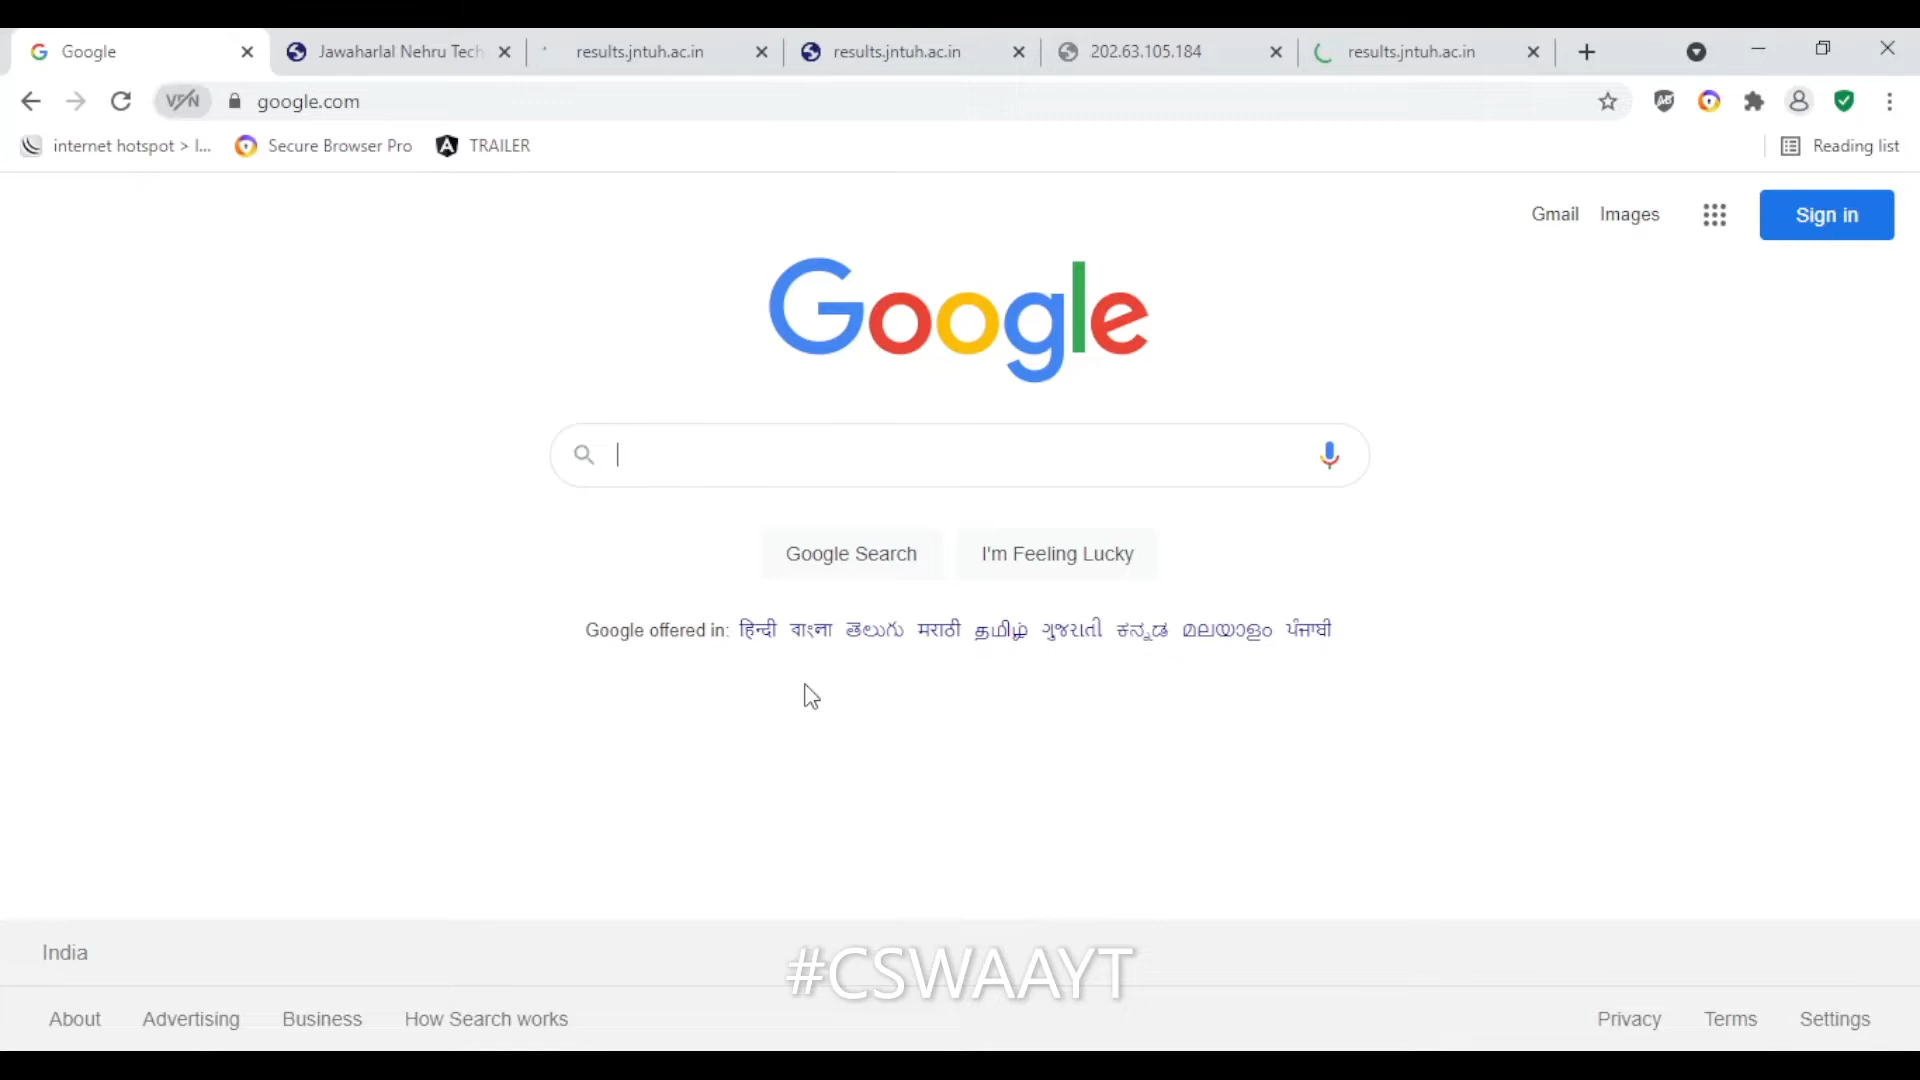 Google
Jawaharlal Nehru Tech
results.jntuh.ac.in
results.jntuh.ac.in
202.63.105.184
results.jntuh.ac.in
VPN
google.com
internet hotspot > I...
Secure Browser Pro
TRAILER
Reading list
Gmail
Images
Sign in
Google
Google Search
I'm Feeling Lucky
Google offered in: हिन्दी বাংলা తెలుగు मराठी தமிழ் ગુજરાતી ಕನ್ನಡ മലയാളം ਪੰਜਾਬੀ
India
#CSWAAYT
About Advertising Business How Search works
Privacy Terms Settings